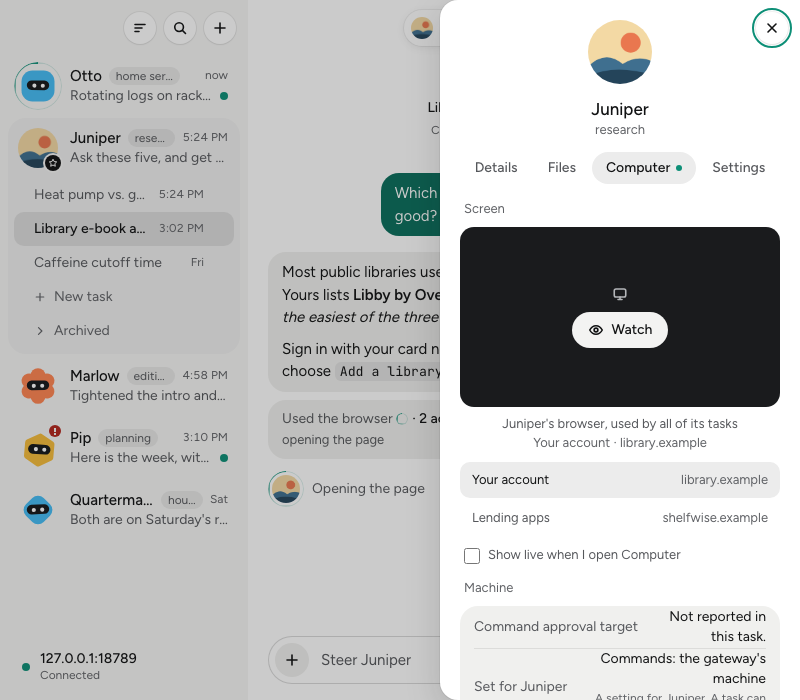 Otto home ser... now
Rotating logs on rack...
Juniper rese... 5:24 PM
Ask these five, and get ...
Heat pump vs. g... 5:24 PM
Library e-book a... 3:02 PM
Caffeine cutoff time Fri
New task
Archived
Marlow editi... 4:58 PM
Tightened the intro and...
Pip planning 3:10 PM
Here is the week, wit...
Quarterma... hou... Sat
Both are on Saturday's r...
127.0.0.1:18789
Connected
Which
good?
Most public libraries use
Yours lists Libby by Ove
the easiest of the three
Sign in with your card n
choose Add a library
Used the browser · 2 a
opening the page
Opening the page
Steer Juniper
Juniper
research
Details Files Computer Settings
Screen
Watch
Juniper's browser, used by all of its tasks
Your account · library.example
Your account library.example
Lending apps shelfwise.example
Show live when I open Computer
Machine
Command approval target Not reported in
this task.
Set for Juniper Commands: the gateway's
machine
A setting for Juniper. A task can